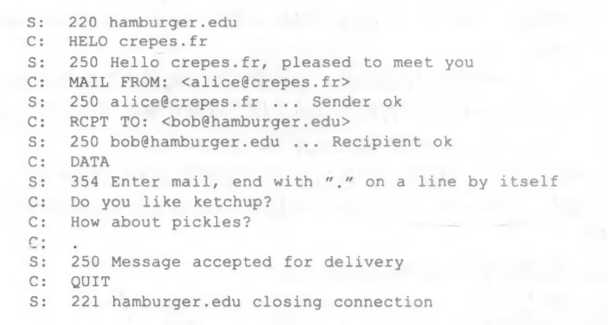 S: 220 hamburger.edu
C: HELO crepes.fr
S: 250 Hello crepes.fr, pleased to meet you
C: MAIL FROM: <alice@crepes.fr>
S: 250 alice@crepes.fr ... Sender ok
C: RCPT TO: <bob@hamburger.edu>
S: 250 bob@hamburger.edu ... Recipient ok
C: DATA
S: 354 Enter mail, end with "." on a line by itself
C: Do you like ketchup?
C: How about pickles?
C: .
S: 250 Message accepted for delivery
C: QUIT
S: 221 hamburger.edu closing connection